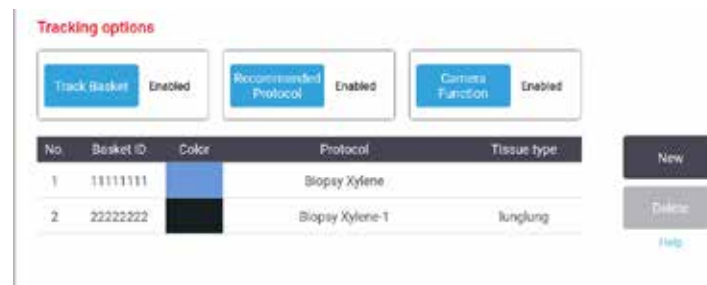 Tracking options
Track Basket Enabled
Recommended Protocol Enabled
Camera Function Enabled
No. Basket ID Color Protocol Tissue type
1 11111111 Biopsy Xylene
2 22222222 Biopsy Xylene-1 lunglung
New
Delete
Help